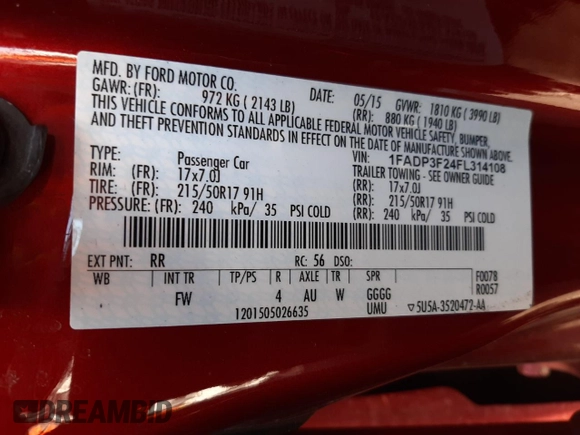 MFD. BY FORD MOTOR CO.
DATE: 05/15 GVWR: 1810 KG ( 3990 LB)
GAWR: (FR): 972 KG ( 2143 LB) (RR): 880 KG ( 1940 LB)
THIS VEHICLE CONFORMS TO ALL APPLICABLE FEDERAL MOTOR VEHICLE SAFETY, BUMPER,
AND THEFT PREVENTION STANDARDS IN EFFECT ON THE DATE OF MANUFACTURE SHOWN ABOVE.
VIN: 1FADP3F24FL314108
TYPE: Passenger Car TRAILER TOWING - SEE OWNER GUIDE
RIM: (FR): 17x7.0J (RR): 17x7.0J
TIRE: (FR): 215/50R17 91H (RR): 215/50R17 91H
PRESSURE: (FR): 240 kPa/ 35 PSI COLD (RR): 240 kPa/ 35 PSI COLD
EXT PNT: RR RC: 56 DSO: F0078
WB INT TR TP/PS R AXLE TR SPR R0057
FW 4 AU W GGGG
1201505026635 UMU ▽5U5A-3520472-AA
DREAMBID